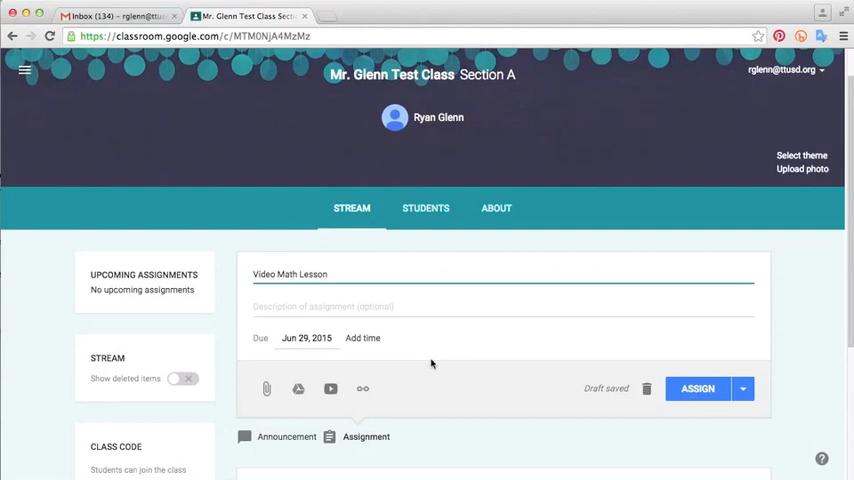 Inbox (134) – rglenn@ttus
Mr. Glenn Test Class Sectio
https://classroom.google.com/c/MTM0NjA4MzMz
Mr. Glenn Test Class Section A
rglenn@ttusd.org
Ryan Glenn
Select theme
Upload photo
STREAM STUDENTS ABOUT
UPCOMING ASSIGNMENTS
No upcoming assignments
Video Math Lesson
Description of assignment (optional)
Due Jun 29, 2015 Add time
STREAM
Show deleted items
Draft saved ASSIGN
Announcement Assignment
CLASS CODE
Students can join the class